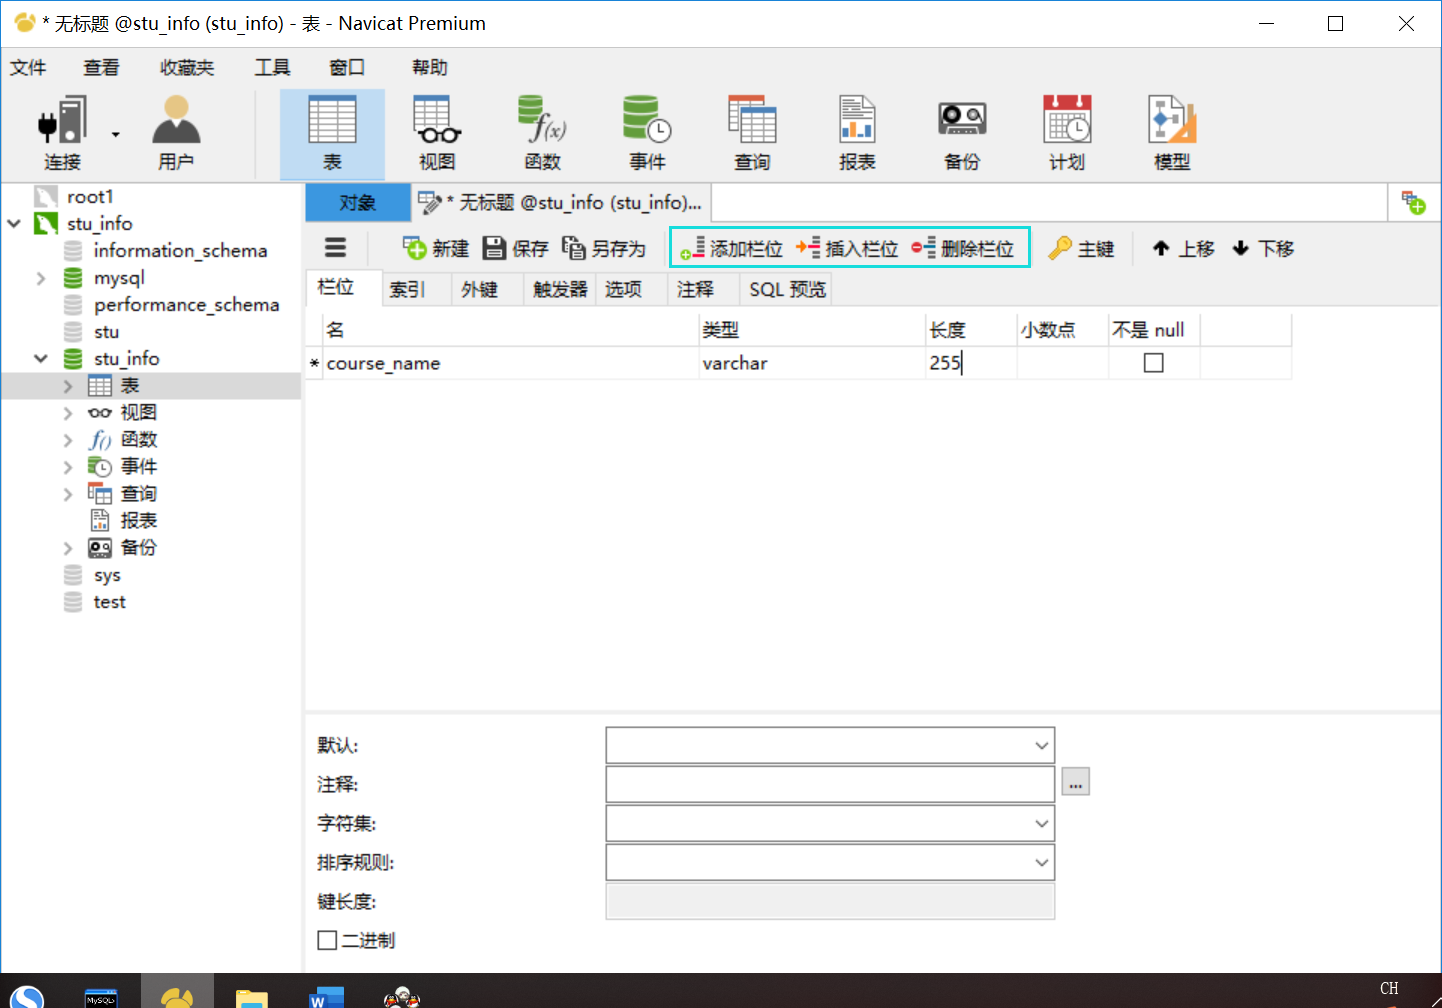 * 无标题 @stu_info (stu_info) - 表 - Navicat Premium
文件 查看 收藏夹 工具 窗口 帮助
连接 用户 表 视图 函数 事件 查询 报表 备份 计划 模型
root1
stu_info
information_schema
mysql
performance_schema
stu
stu_info
表
视图
函数
事件
查询
报表
备份
sys
test
对象 * 无标题 @stu_info (stu_info)...
新建 保存 另存为 添加栏位 插入栏位 删除栏位 主键 上移 下移
栏位 索引 外键 触发器 选项 注释 SQL 预览
名 类型 长度 小数点 不是 null
* course_name varchar 255
默认:
注释: ...
字符集:
排序规则:
键长度:
二进制
MySQL
W
CH